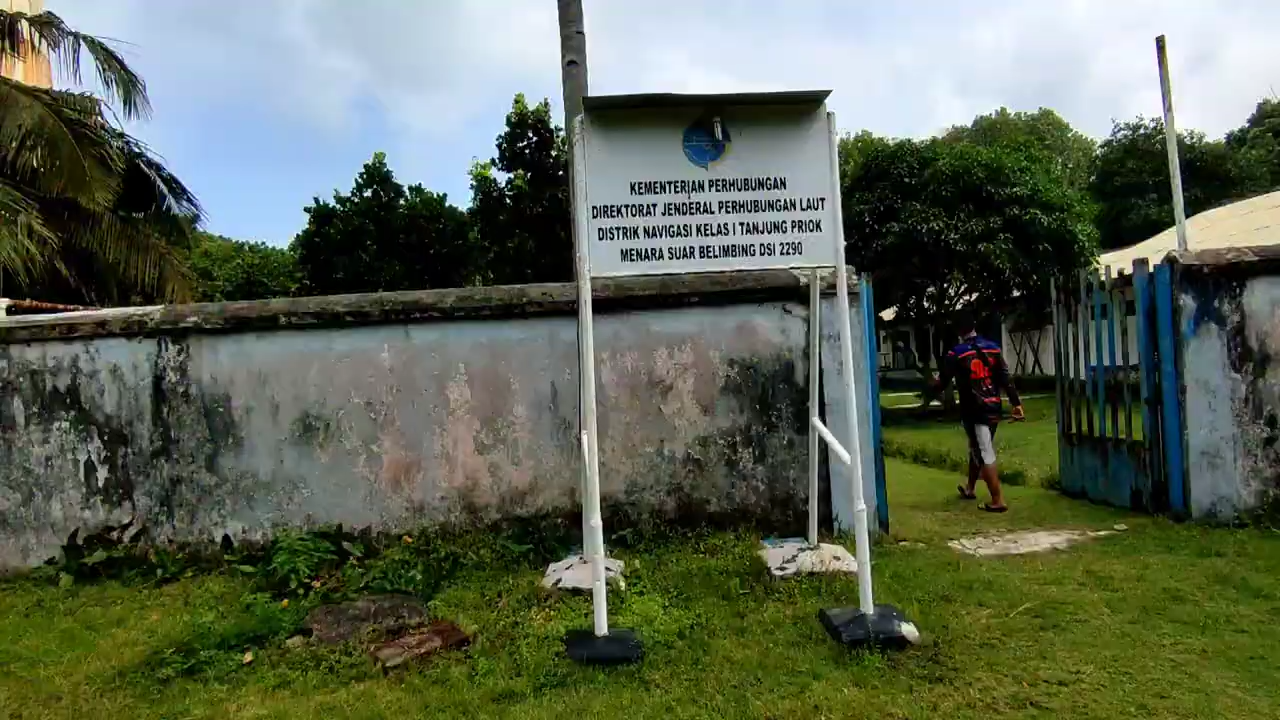 KEMENTERIAN PERHUBUNGAN
DIREKTORAT JENDERAL PERHUBUNGAN LAUT
DISTRIK NAVIGASI KELAS I TANJUNG PRIOK
MENARA SUAR BELIMBING DSI 2290